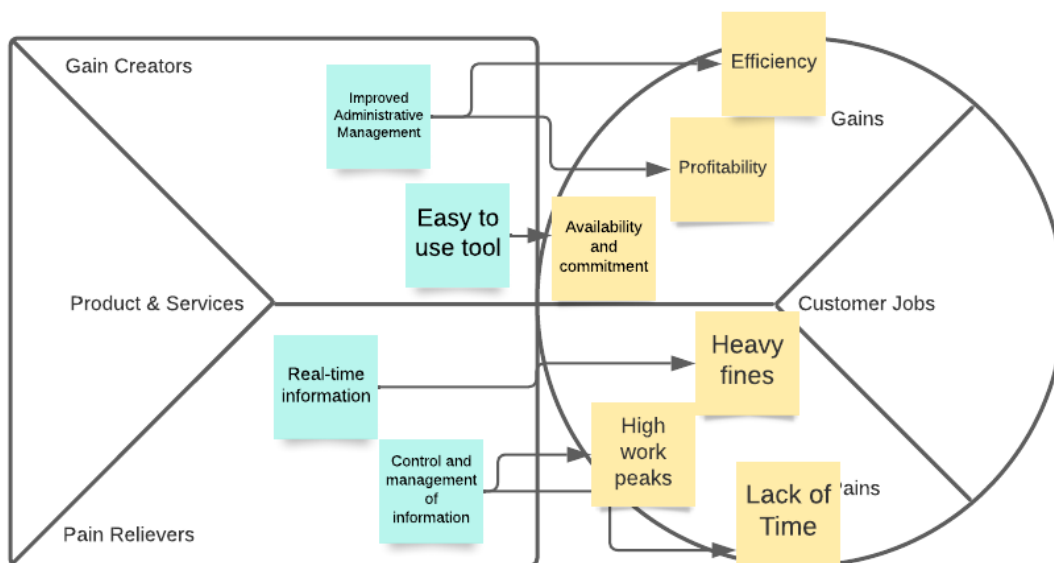 Gain Creators
Improved
Administrative
Management
Efficiency
Gains
Profitability
Easy to
use tool
Availability
and
commitment
Product & Services
Customer Jobs
Real-time
information
Heavy
fines
Control and
management
of
information
High
work
peaks
Lack of
Time
ains
Pain Relievers